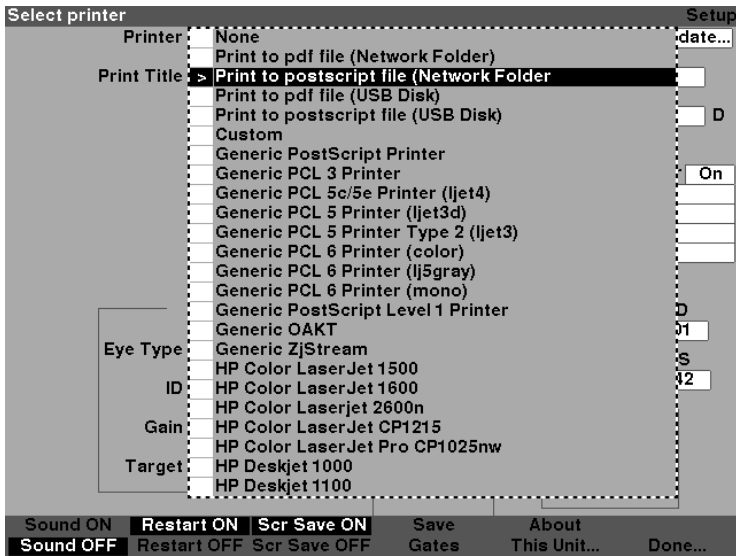 Select printer Setup
Printer None date...
Print to pdf file (Network Folder)
Print Title > Print to postscript file (Network Folder
Print to pdf file (USB Disk)
Print to postscript file (USB Disk) D
Custom
Generic PostScript Printer
Generic PCL 3 Printer On
Generic PCL 5c/5e Printer (ljet4)
Generic PCL 5 Printer (ljet3d)
Generic PCL 5 Printer Type 2 (ljet3)
Generic PCL 6 Printer (color)
Generic PCL 6 Printer (lj5gray)
Generic PCL 6 Printer (mono)
Generic PostScript Level 1 Printer
Generic OAKT
Eye Type Generic ZjStream
HP Color LaserJet 1500
ID HP Color LaserJet 1600
HP Color Laserjet 2600n
Gain HP Color LaserJet CP1215
HP Color LaserJet Pro CP1025nw
Target HP Deskjet 1000
HP Deskjet 1100
Sound ON Restart ON Scr Save ON Save About
Sound OFF Restart OFF Scr Save OFF Gates This Unit... Done...